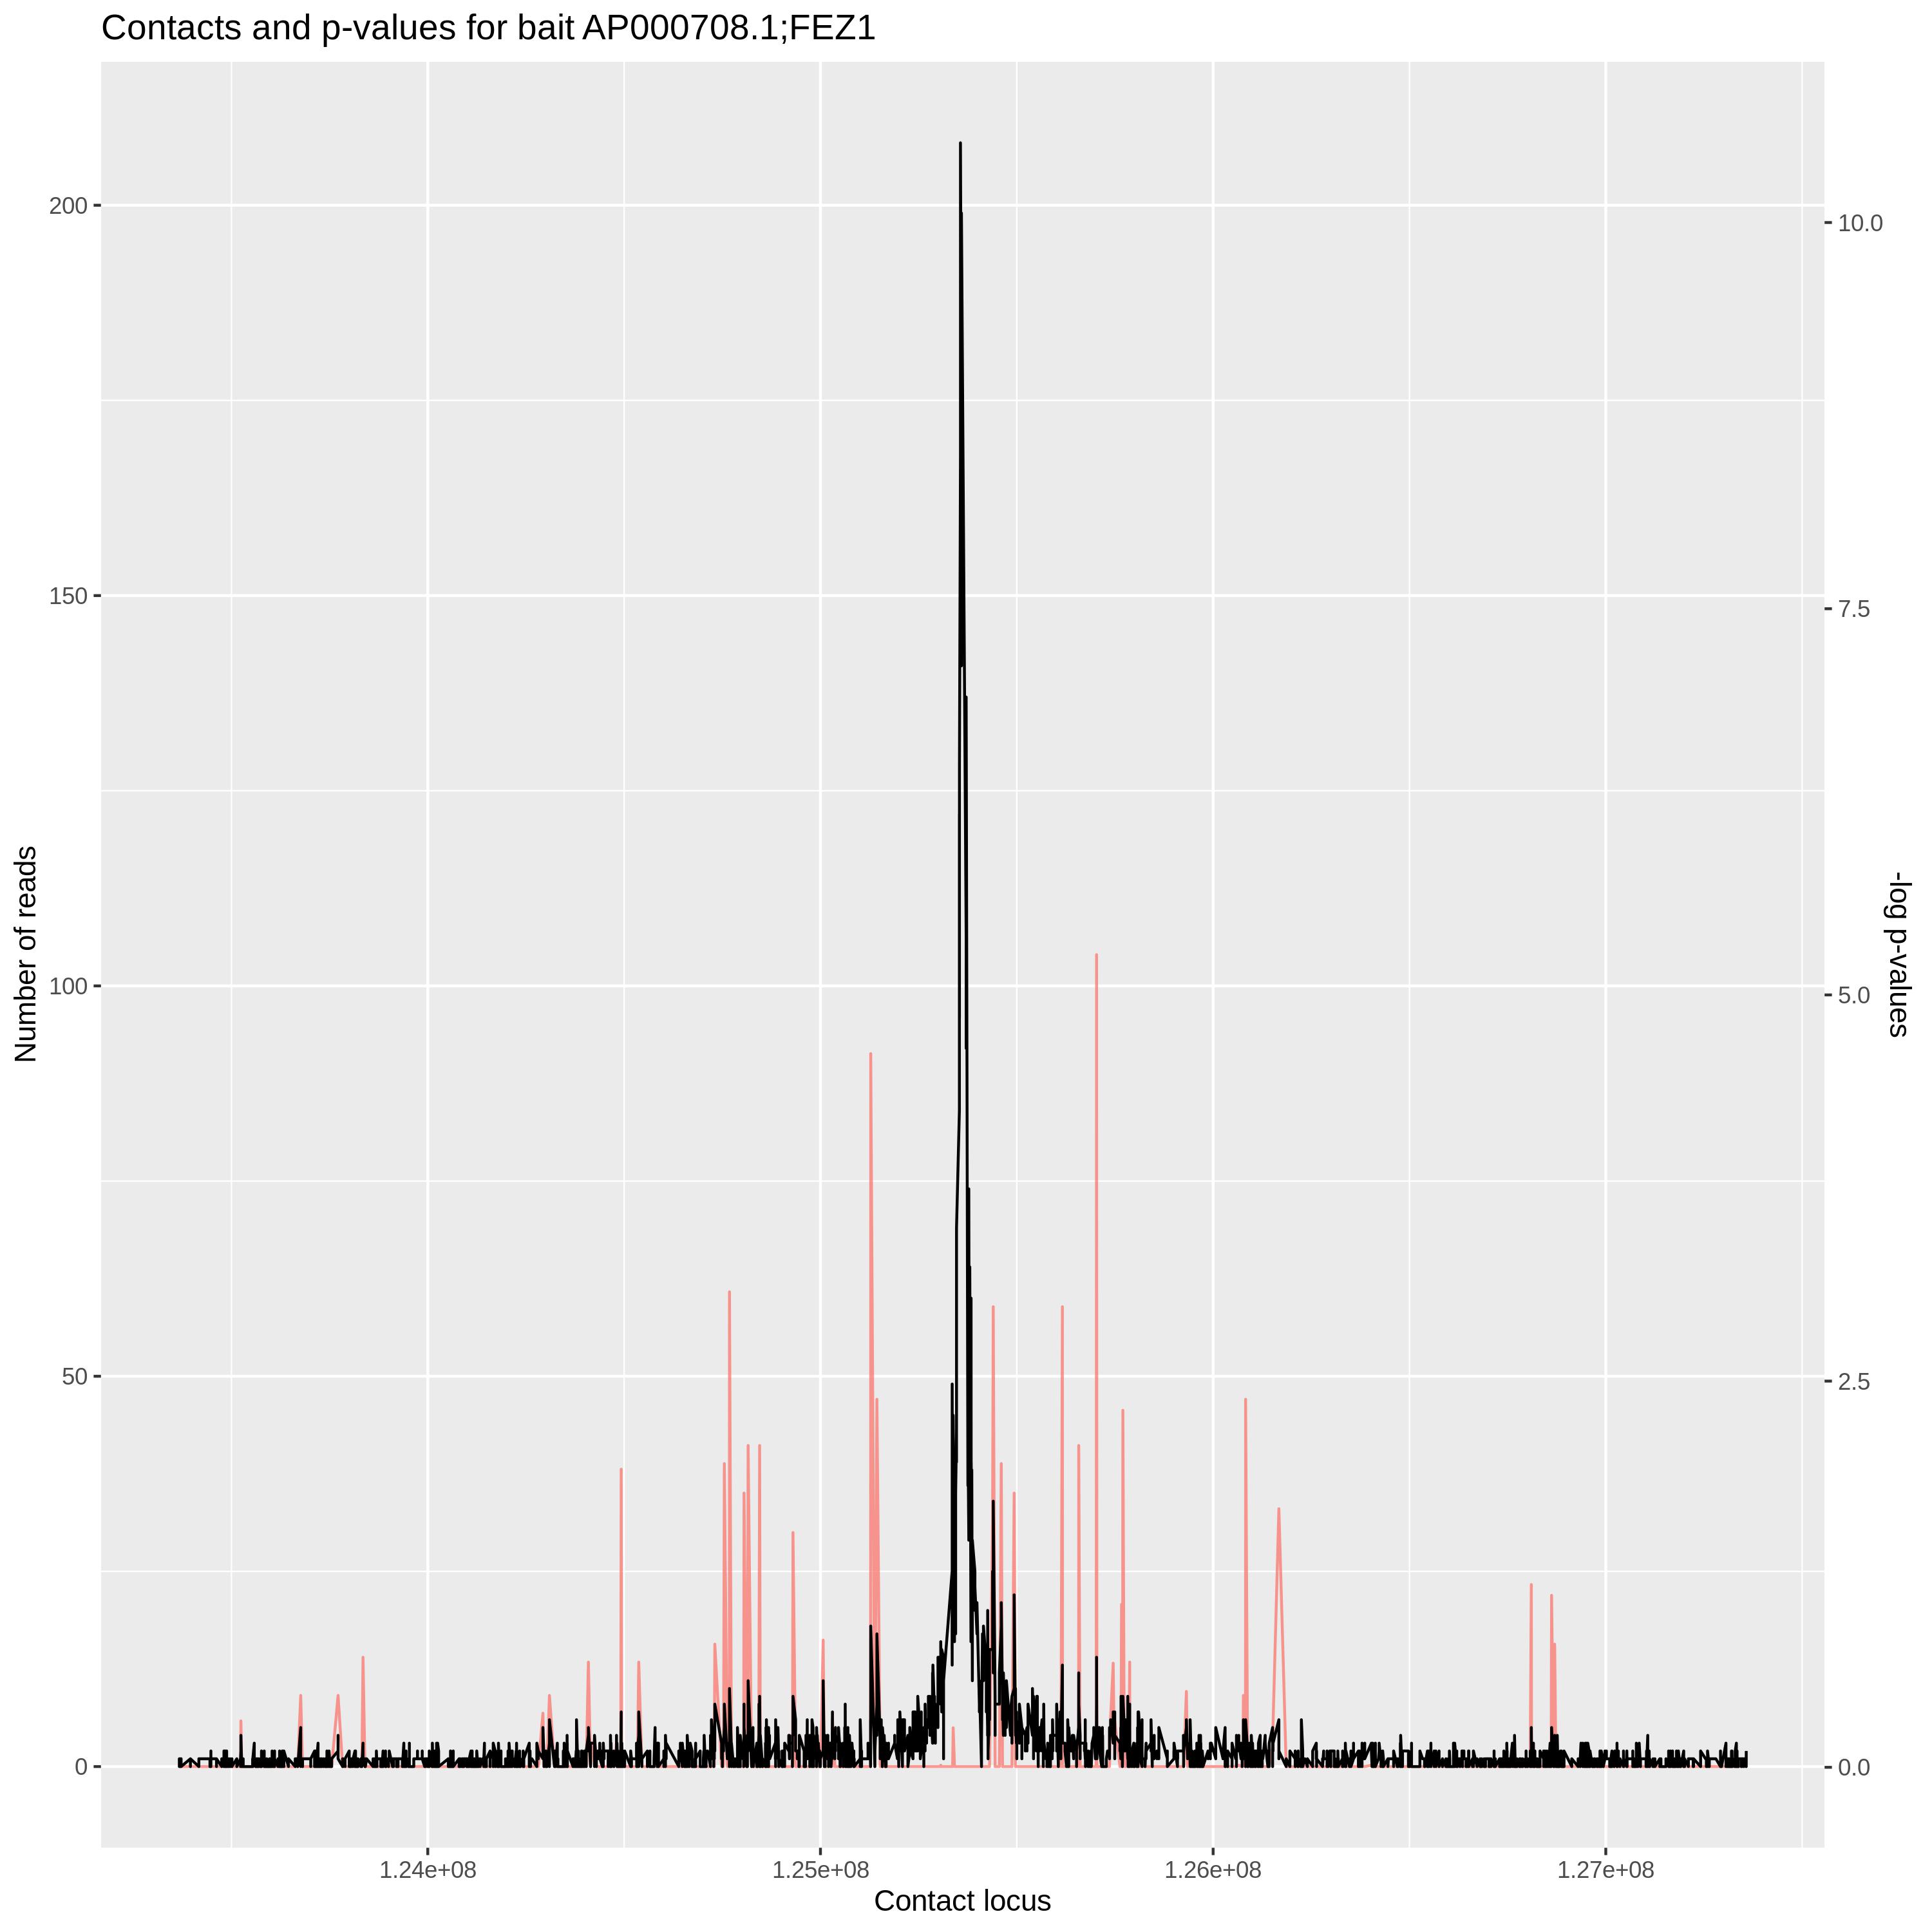 Contacts and p-values for bait AP000708.1;FEZ1
200
150
100
50
0
Number of reads
10.0
7.5
5.0
2.5
0.0
-log p-values
1.24e+08
1.25e+08
1.26e+08
1.27e+08
Contact locus